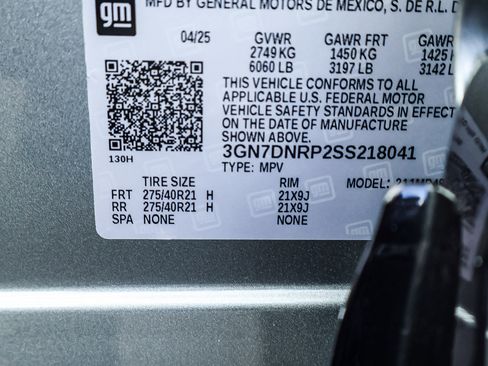 gm
MFD BY GENERAL MOTORS DE MEXICO, S. DE R.L.
04/25 GVWR GAWR FRT GAWR
2749 KG 1450 KG 1425
6060 LB 3197 LB 3142
THIS VEHICLE CONFORMS TO ALL
APPLICABLE U.S. FEDERAL MOTOR
VEHICLE SAFETY STANDARDS IN EFFECT
ON THE DATE OF MANUFACTURE
SHOWN ABOVE.
130H
3GN7DNRP2SS218041
TYPE: MPV
TIRE SIZE RIM MODEL:
FRT 275/40R21 H 21X9J
RR 275/40R21 H 21X9J
SPA NONE NONE